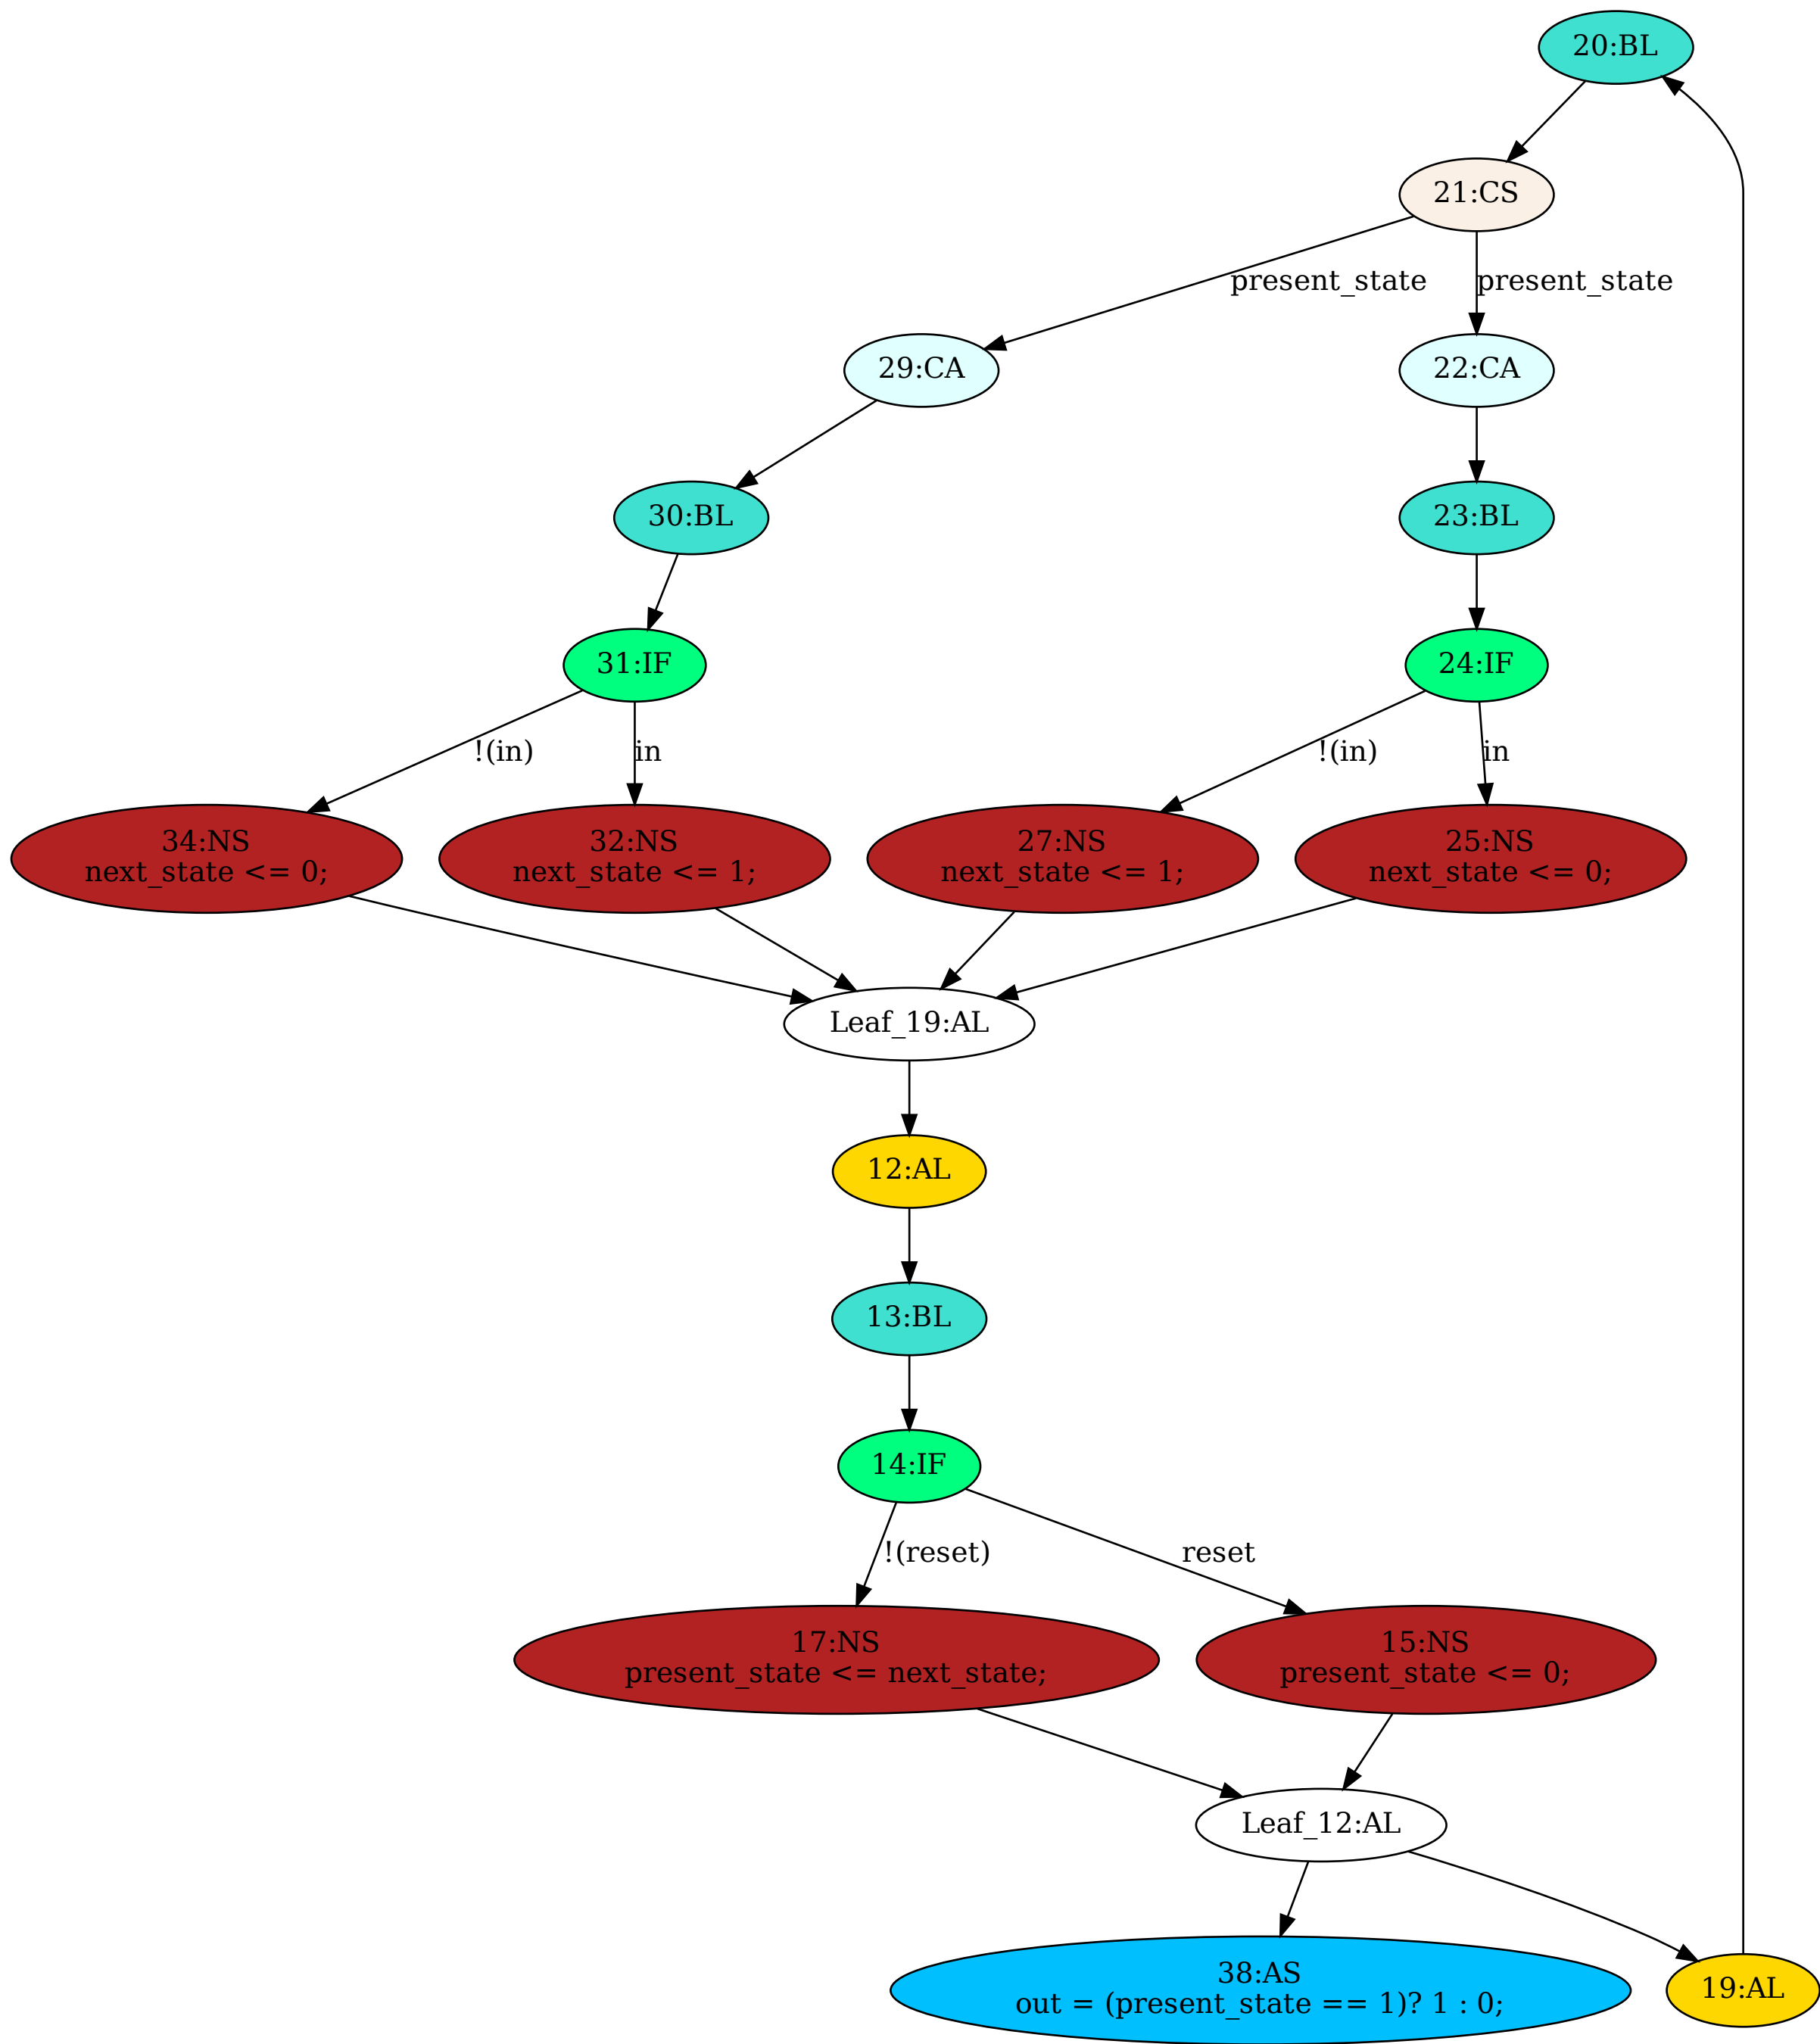 20:BL
21:CS
present_state
present_state
29:CA
22:CA
30:BL
23:BL
31:IF
24:IF
!(in)
in
!(in)
in
34:NS
next_state <= 0;
32:NS
next_state <= 1;
27:NS
next_state <= 1;
25:NS
next_state <= 0;
Leaf_19:AL
12:AL
13:BL
14:IF
!(reset)
reset
17:NS
present_state <= next_state;
15:NS
present_state <= 0;
Leaf_12:AL
38:AS
out = (present_state == 1)? 1 : 0;
19:AL